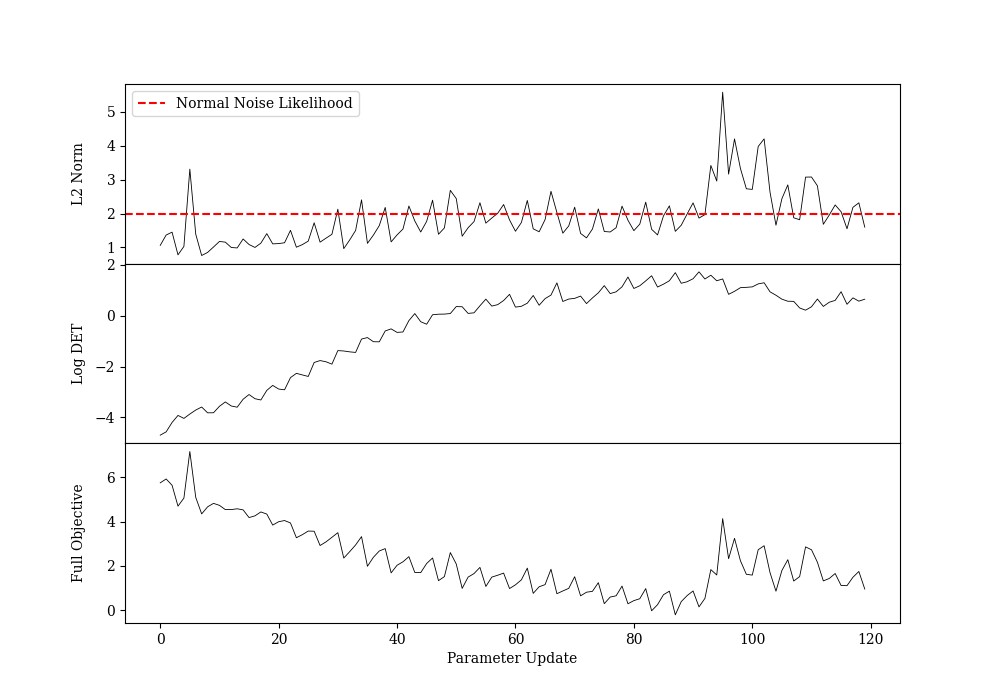 Normal Noise Likelihood
L2 Norm
5
4
3
2
1
Log DET
2
0
−2
−4
Full Objective
6
4
2
0
0 20 40 60 80 100 120
Parameter Update